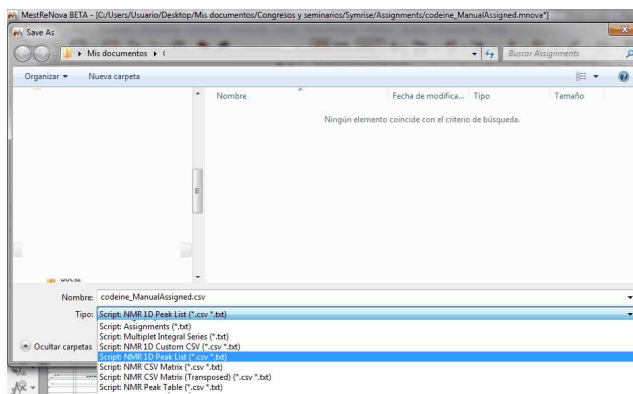 MestReNova BETA - [C:/Users/Usuario/Desktop/Mis documentos/Congresos y seminarios/Symrise/Assignments/codeine_ManualAssigned.mnova*]
Save As
Mis documentos
Buscar Assignments
Organizar Nueva carpeta
Nombre Fecha de modifica... Tipo Tamaño
Ningún elemento coincide con el criterio de búsqueda.
Nombre: codeine_ManualAssigned.csv
Tipo: Script: NMR 1D Peak List (*.csv *.txt)
Script: Assignments (*.txt)
Script: Multiplet Integral Series (*.txt)
Ocultar carpetas Script: NMR 1D Custom CSV (*.csv *.txt)
Script: NMR 1D Peak List (*.csv *.txt)
Script: NMR CSV Matrix (*.csv *.txt)
Script: NMR CSV Matrix (Transposed) (*.csv *.txt)
Script: NMR Peak Table (*.csv *.txt)